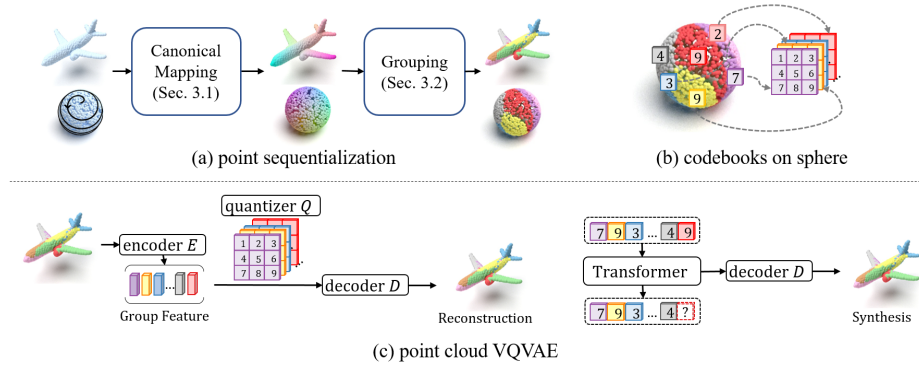 Canonical
Mapping
(Sec. 3.1)
Grouping
(Sec. 3.2)
(a) point sequentialization
2
4
9
7
3
9
1 2 3
4 5 6
7 8 9
(b) codebooks on sphere
encoder E
Group Feature
quantizer Q
1 2 3
4 5 6
7 8 9
decoder D
Reconstruction
7 9 3 ... 4 9
Transformer
7 9 3 ... 4 ?
decoder D
Synthesis
(c) point cloud VQVAE